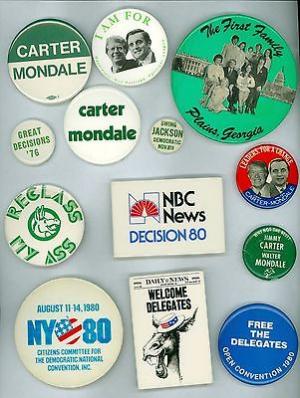 CARTER
MONDALE
I AM FOR
The First Family
Plains, Georgia
GREAT
DECISIONS
'76
carter
mondale
JACKSON
DEMOCRATIC
LEADERS FOR A CHANGE
CARTER-MONDALE
REGLASS
MY ASS
NBC
News
DECISION 80
JIMMY
CARTER
WALTER
MONDALE
AUGUST 11-14, 1980
NY 80
CITIZENS COMMITTEE FOR
THE DEMOCRATIC NATIONAL
CONVENTION, INC.
DAILY NEWS
WELCOME
DELEGATES
FREE
THE
DELEGATES
OPEN CONVENTION 1980